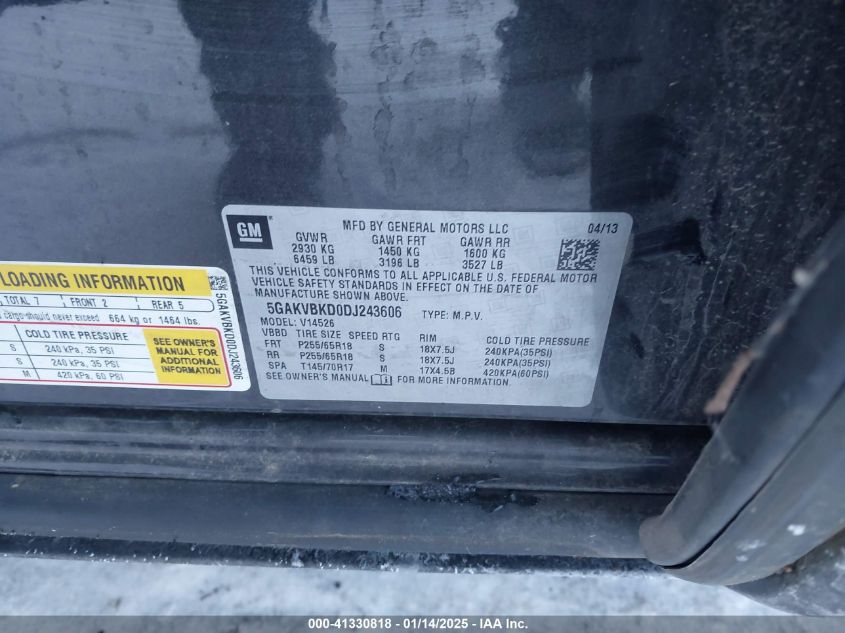 GM
MFD BY GENERAL MOTORS LLC 04/13
GVWR GAWR FRT GAWR RR
2930 KG 1450 KG 1600 KG
6459 LB 3196 LB 3527 LB
THIS VEHICLE CONFORMS TO ALL APPLICABLE U.S. FEDERAL MOTOR
VEHICLE SAFETY STANDARDS IN EFFECT ON THE DATE OF
MANUFACTURE SHOWN ABOVE.
5GAKVBKD0DJ243606 TYPE: M.P.V.
MODEL: V14526
VBBD TIRE SIZE SPEED RTG RIM COLD TIRE PRESSURE
FRT P255/65R18 S 18X7.5J 240KPA(35PSI)
RR P255/65R18 S 18X7.5J 240KPA(35PSI)
SPA T145/70R17 M 17X4.5B 420KPA(60PSI)
SEE OWNER'S MANUAL FOR MORE INFORMATION.
LOADING INFORMATION
TOTAL 7 FRONT 2 REAR 5
cargo should never exceed 664 kg or 1464 lbs.
COLD TIRE PRESSURE
S 240 kPa, 35 PSI
S 240 kPa, 35 PSI
M 420 kPa, 60 PSI
SEE OWNER'S
MANUAL FOR
ADDITIONAL
INFORMATION
5GAKVBKD0DJ243606
000-41330818 - 01/14/2025 - IAA Inc.